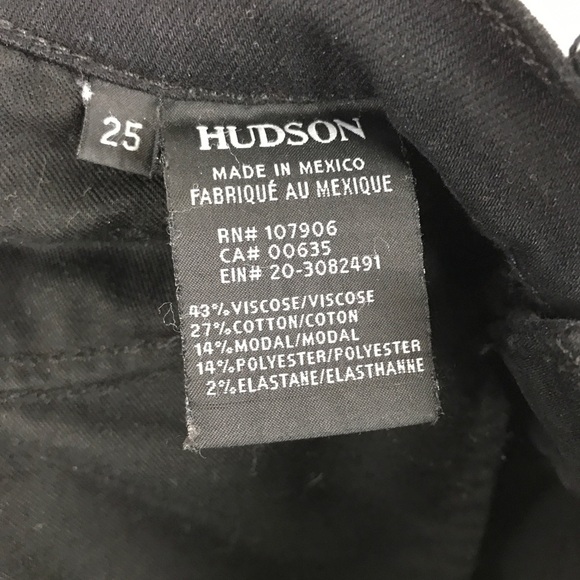 25
HUDSON
MADE IN MEXICO
FABRIQUÉ AU MEXIQUE
RN# 107906
CA# 00635
EIN# 20-3082491
43%VISCOSE/VISCOSE
27%COTTON/COTON
14%MODAL/MODAL
14%POLYESTER/POLYESTER
2%ELASTANE/ELASTHANNE